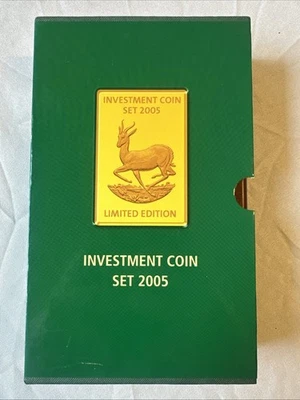 INVESTMENT COIN
SET 2005
LIMITED EDITION
INVESTMENT COIN
SET 2005